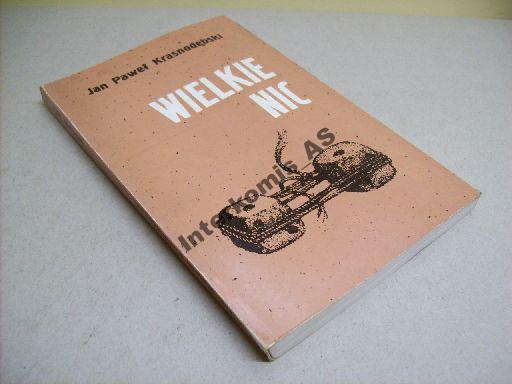 Jan Paweł Krasnodębski
WIELKIE
NIC
Interkomis_AS